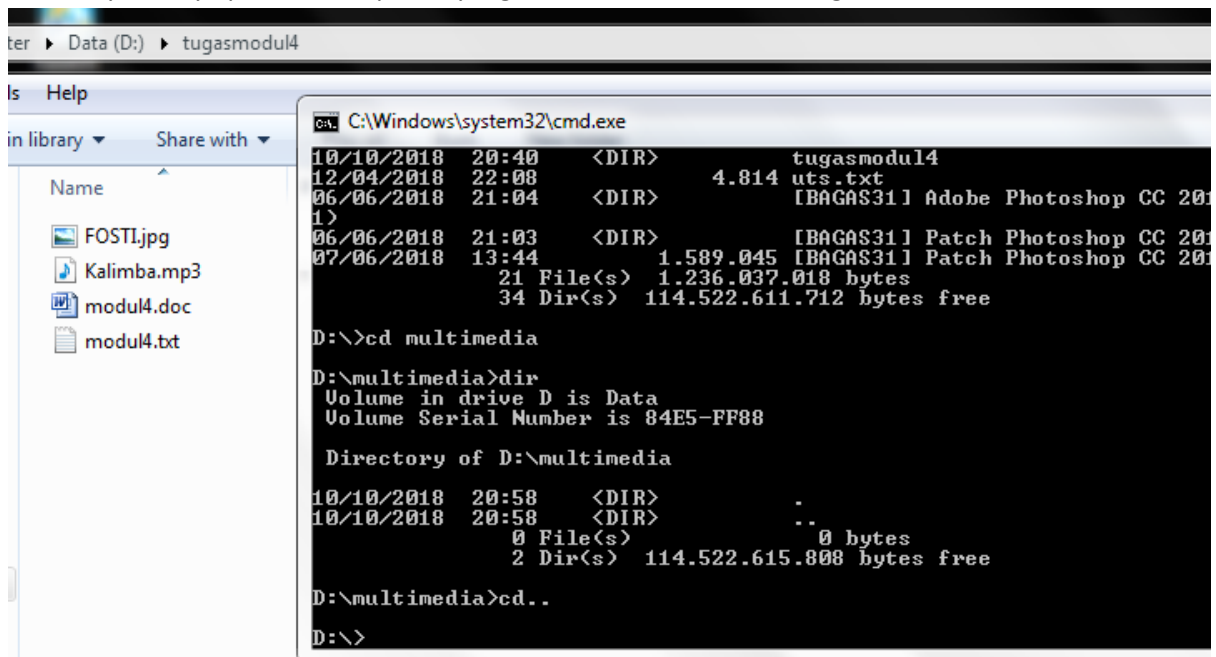 ter ▸ Data (D:) ▸ tugasmodul4
ls Help
in library ▾ Share with ▾
Name
FOSTI.jpg
Kalimba.mp3
modul4.doc
modul4.txt
C:\Windows\system32\cmd.exe
10/10/2018 20:40 <DIR> tugasmodul4
12/04/2018 22:08 4.814 uts.txt
06/06/2018 21:04 <DIR> [BAGAS31] Adobe Photoshop CC 201
1)
06/06/2018 21:03 <DIR> [BAGAS31] Patch Photoshop CC 201
07/06/2018 13:44 1.589.045 [BAGAS31] Patch Photoshop CC 201
21 File(s) 1.236.037.018 bytes
34 Dir(s) 114.522.611.712 bytes free
D:\>cd multimedia
D:\multimedia>dir
Volume in drive D is Data
Volume Serial Number is 84E5-FF88
Directory of D:\multimedia
10/10/2018 20:58 <DIR> .
10/10/2018 20:58 <DIR> ..
0 File(s) 0 bytes
2 Dir(s) 114.522.615.808 bytes free
D:\multimedia>cd..
D:\>